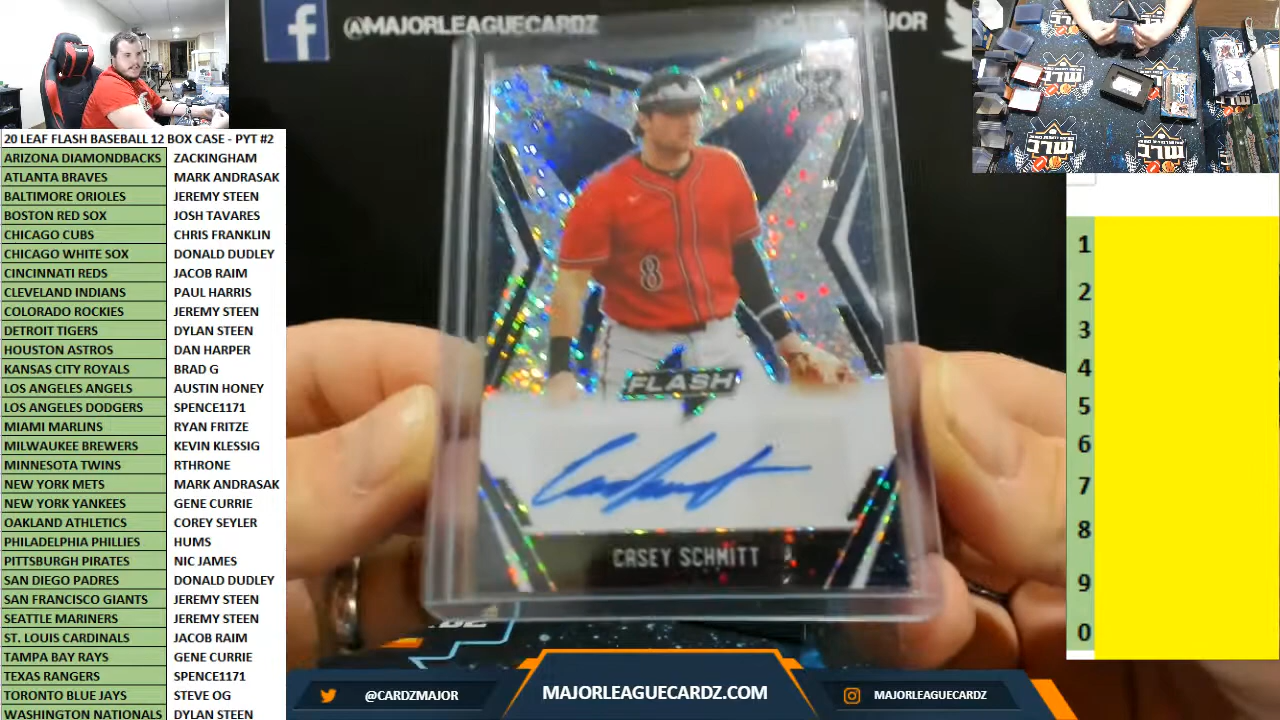 @MAJORLEAGUECARDZ
MAJOR
20 LEAF FLASH BASEBALL 12 BOX CASE - PYT #2
ARIZONA DIAMONDBACKS ZACKINGHAM
ATLANTA BRAVES MARK ANDRASAK
BALTIMORE ORIOLES JEREMY STEEN
BOSTON RED SOX JOSH TAVARES
CHICAGO CUBS CHRIS FRANKLIN
CHICAGO WHITE SOX DONALD DUDLEY
CINCINNATI REDS JACOB RAIM
CLEVELAND INDIANS PAUL HARRIS
COLORADO ROCKIES JEREMY STEEN
DETROIT TIGERS DYLAN STEEN
HOUSTON ASTROS DAN HARPER
KANSAS CITY ROYALS BRAD G
LOS ANGELES ANGELS AUSTIN HONEY
LOS ANGELES DODGERS SPENCE1171
MIAMI MARLINS RYAN FRITZE
MILWAUKEE BREWERS KEVIN KLESSIG
MINNESOTA TWINS RTHRONE
NEW YORK METS MARK ANDRASAK
NEW YORK YANKEES GENE CURRIE
OAKLAND ATHLETICS COREY SEYLER
PHILADELPHIA PHILLIES HUMS
PITTSBURGH PIRATES NIC JAMES
SAN DIEGO PADRES DONALD DUDLEY
SAN FRANCISCO GIANTS JEREMY STEEN
SEATTLE MARINERS JEREMY STEEN
ST. LOUIS CARDINALS JACOB RAIM
TAMPA BAY RAYS GENE CURRIE
TEXAS RANGERS SPENCE1171
TORONTO BLUE JAYS STEVE OG
WASHINGTON NATIONALS DYLAN STEEN
8
FLASH
CASEY SCHMITT
1
2
3
4
5
6
7
8
9
0
@CARDZMAJOR
MAJORLEAGUECARDZ.COM
MAJORLEAGUECARDZ